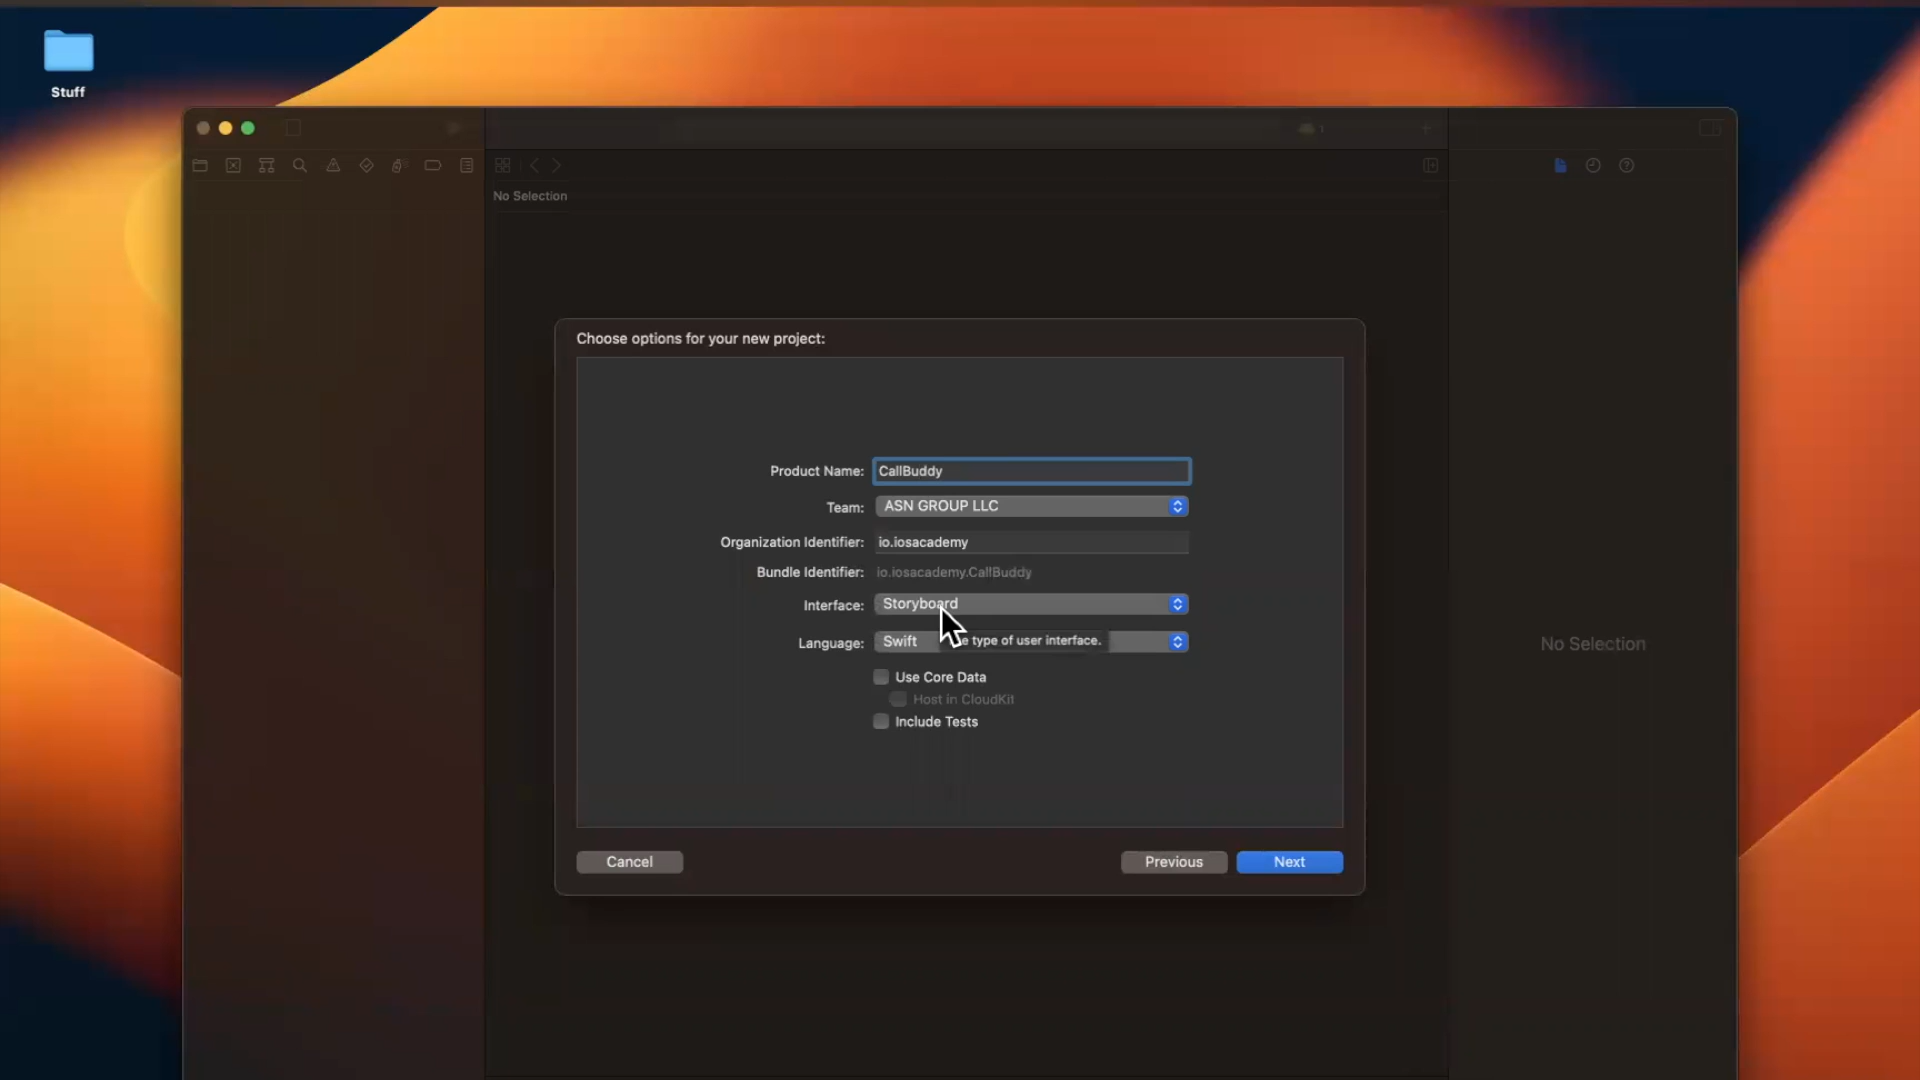 Stuff
1
No Selection
Choose options for your new project:
Product Name: CallBuddy
Team: ASN GROUP LLC
Organization Identifier: io.iosacademy
Bundle Identifier: io.iosacademy.CallBuddy
Interface: Storyboard
Language: Swift
type of user interface.
Use Core Data
Host in CloudKit
Include Tests
No Selection
Cancel
Previous
Next